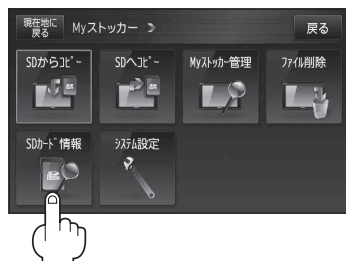 現在地に
戻る
Myストッカー
戻る
SDからｺﾋﾟｰ
SDへｺﾋﾟｰ
Myｽﾄｯｶｰ管理
ﾌｧｲﾙ削除
SDｶｰﾄﾞ情報
ｼｽﾃﾑ設定